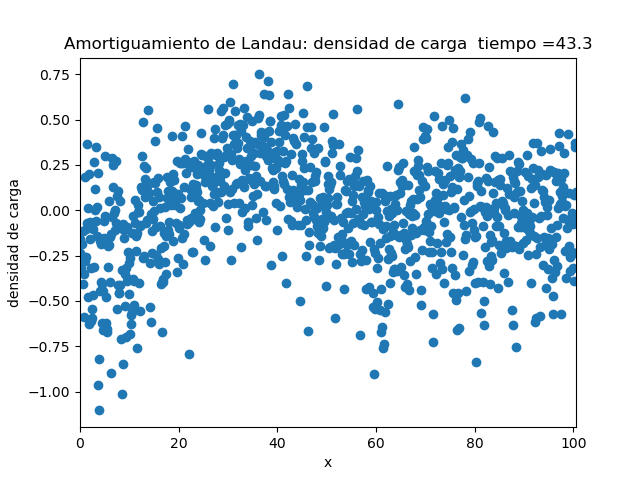 Amortiguamiento de Landau: densidad de carga  tiempo =43.3
densidad de carga
0.75
0.50
0.25
0.00
−0.25
−0.50
−0.75
−1.00
0 20 40 60 80 100
x